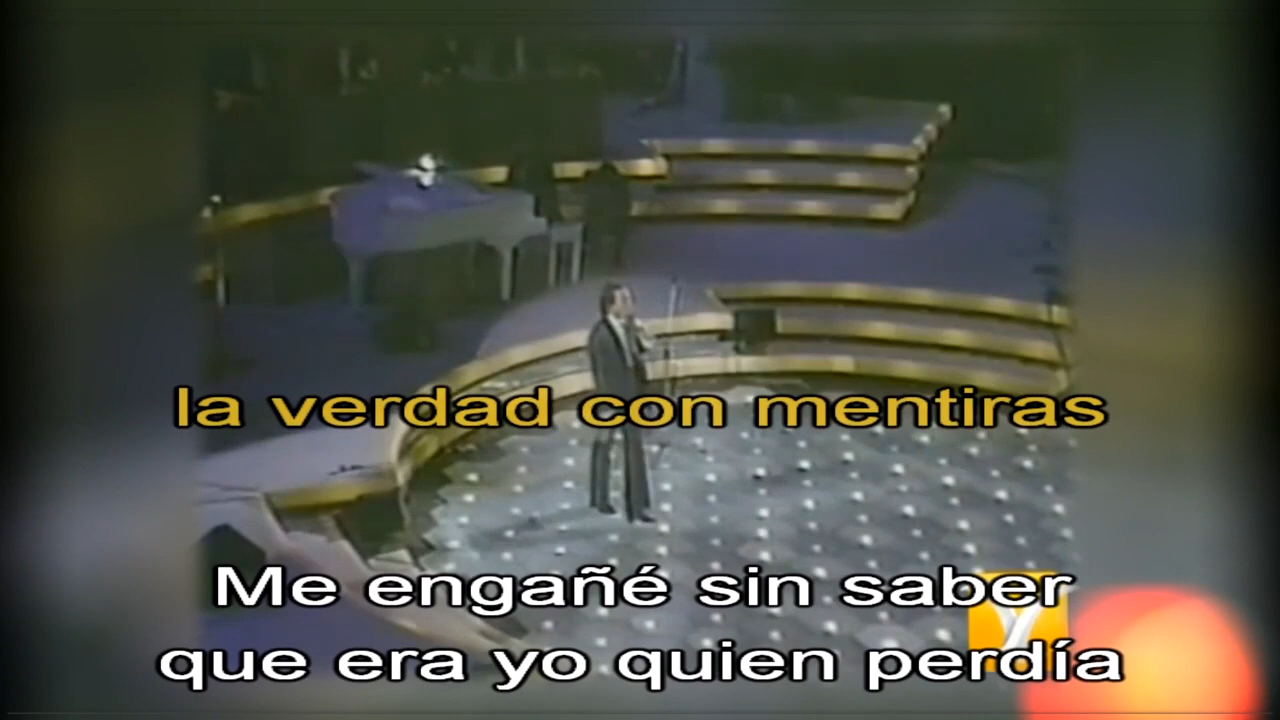 la verdad con mentiras
Me engañé sin saber
que era yo quien perdía